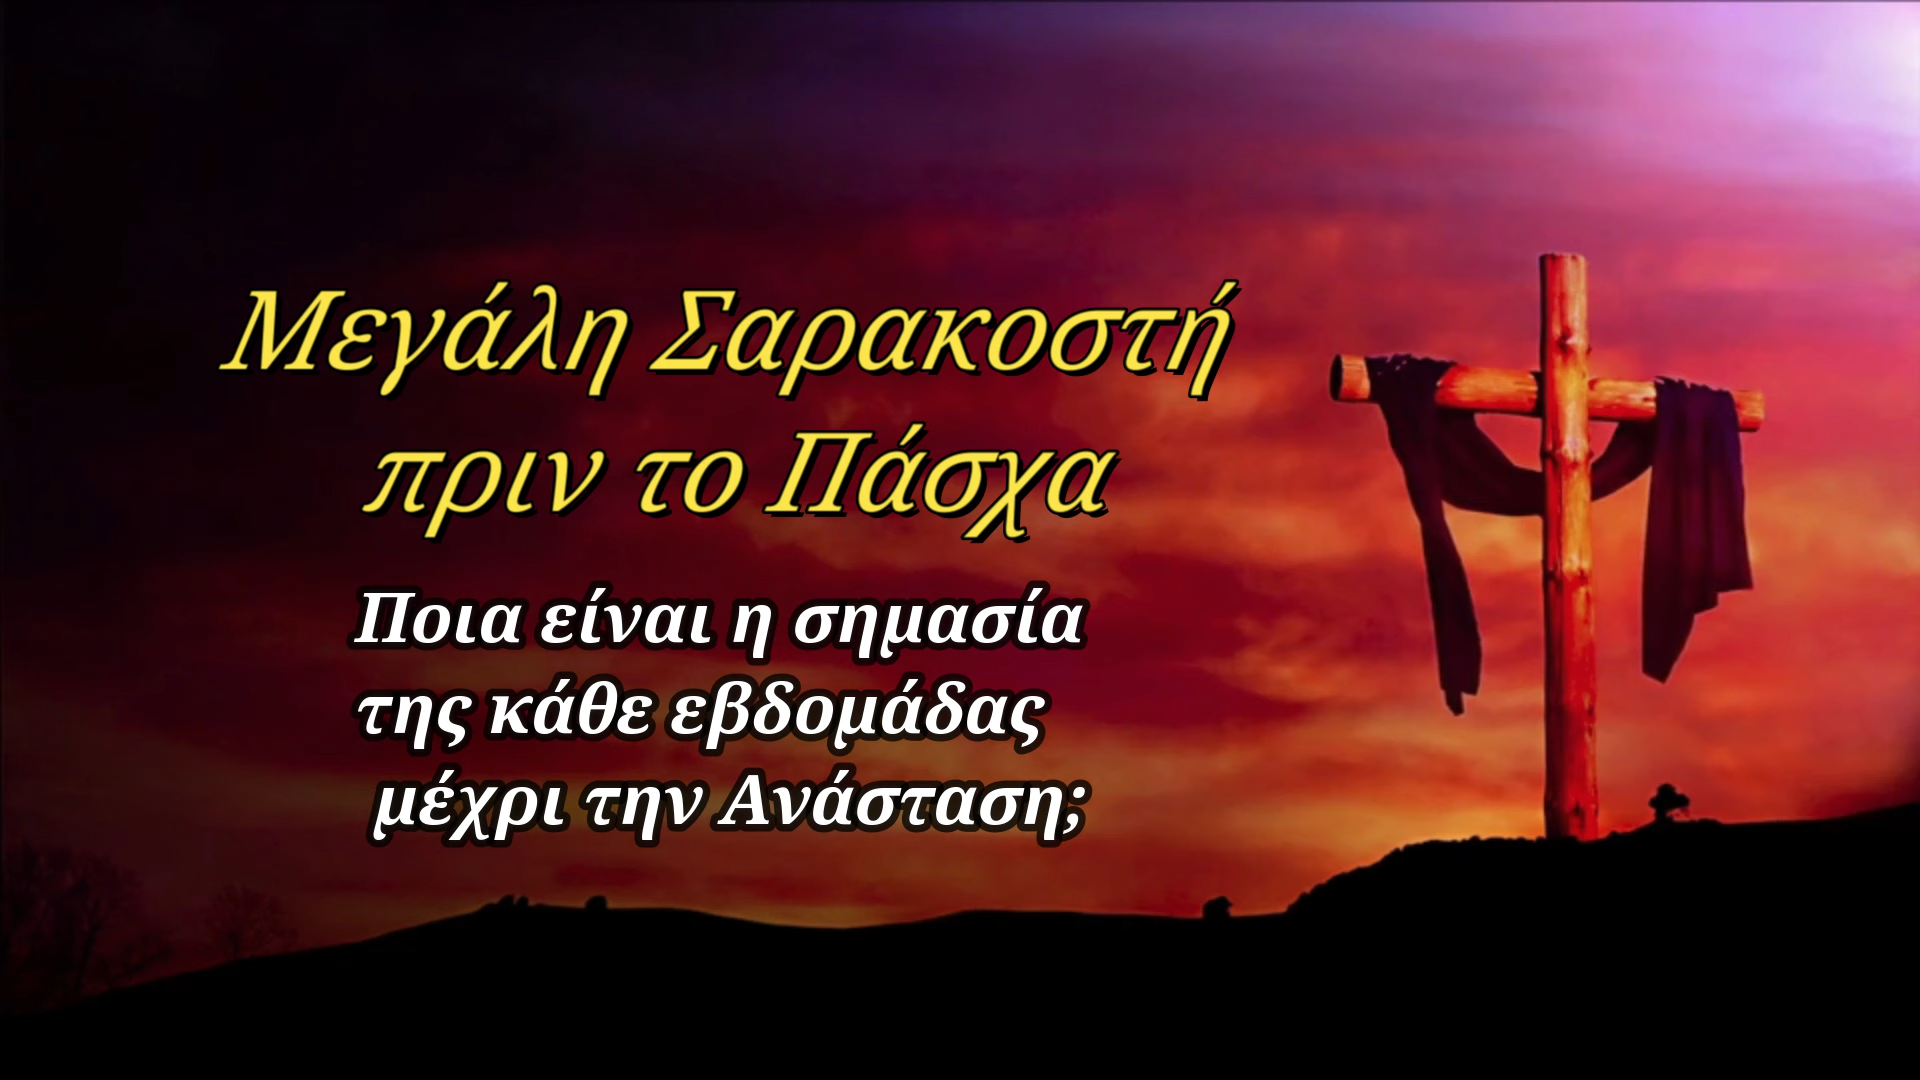 Μεγάλη Σαρακοστή
πριν το Πάσχα
Ποια είναι η σημασία
της κάθε εβδομάδας
μέχρι την Ανάσταση;